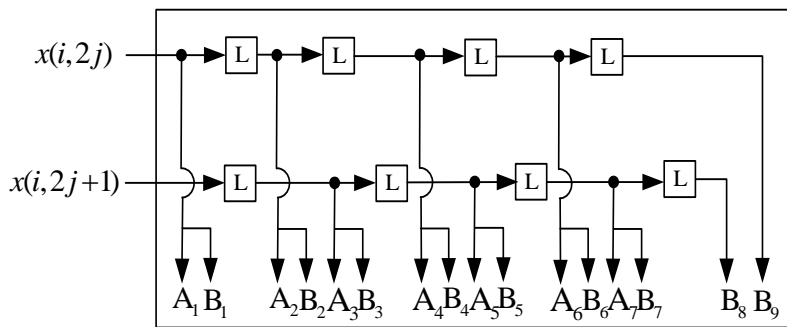 x(i,2j) L L L L
x(i,2j+1) L L L L
A₁ B₁ A₂ B₂ A₃ B₃ A₄ B₄ A₅ B₅ A₆ B₆ A₇ B₇ B₈ B₉